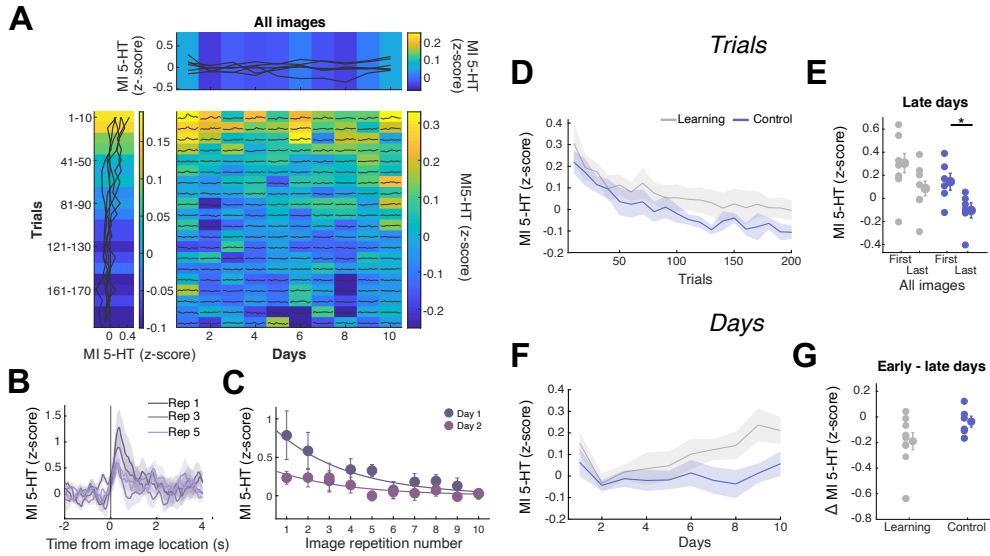 A
All images
MI 5-HT
(z-.score)
0.5
0
-0.5
0.2
0.1
0
MI 5-HT
(z-score)
Trials
1-10
41-50
81-90
121-130
161-170
0 0.4
MI 5-HT (z-score)
0.15
0.1
0.05
0
-0.05
-0.1
2 4 6 8 10
Days
0.3
0.2
0.1
0
-0.1
-0.2
MI5-HT (z-score)
B
MI 5-HT (z-score)
1.5
1
0.5
0
-2 0 2 4
Time from image location (s)
Rep 1
Rep 3
Rep 5
C
MI 5-HT (z-score)
1
0.5
0
1 2 3 4 5 6 7 8 9 10
Image repetition number
Day 1
Day 2
Trials
D
MI 5-HT (z-score)
0.4
0.3
0.2
0.1
0
-0.1
-0.2
50 100 150 200
Trials
Learning Control
E
Late days
*
MI 5-HT (z-score)
0.6
0.4
0.2
0
-0.2
-0.4
First First
Last Last
All images
Days
F
MI 5-HT (z-score)
0.4
0.3
0.2
0.1
0
-0.1
2 4 6 8 10
Days
G
Early - late days
Δ MI 5-HT (z-score)
0.2
0
-0.2
-0.4
-0.6
-0.8
Learning Control